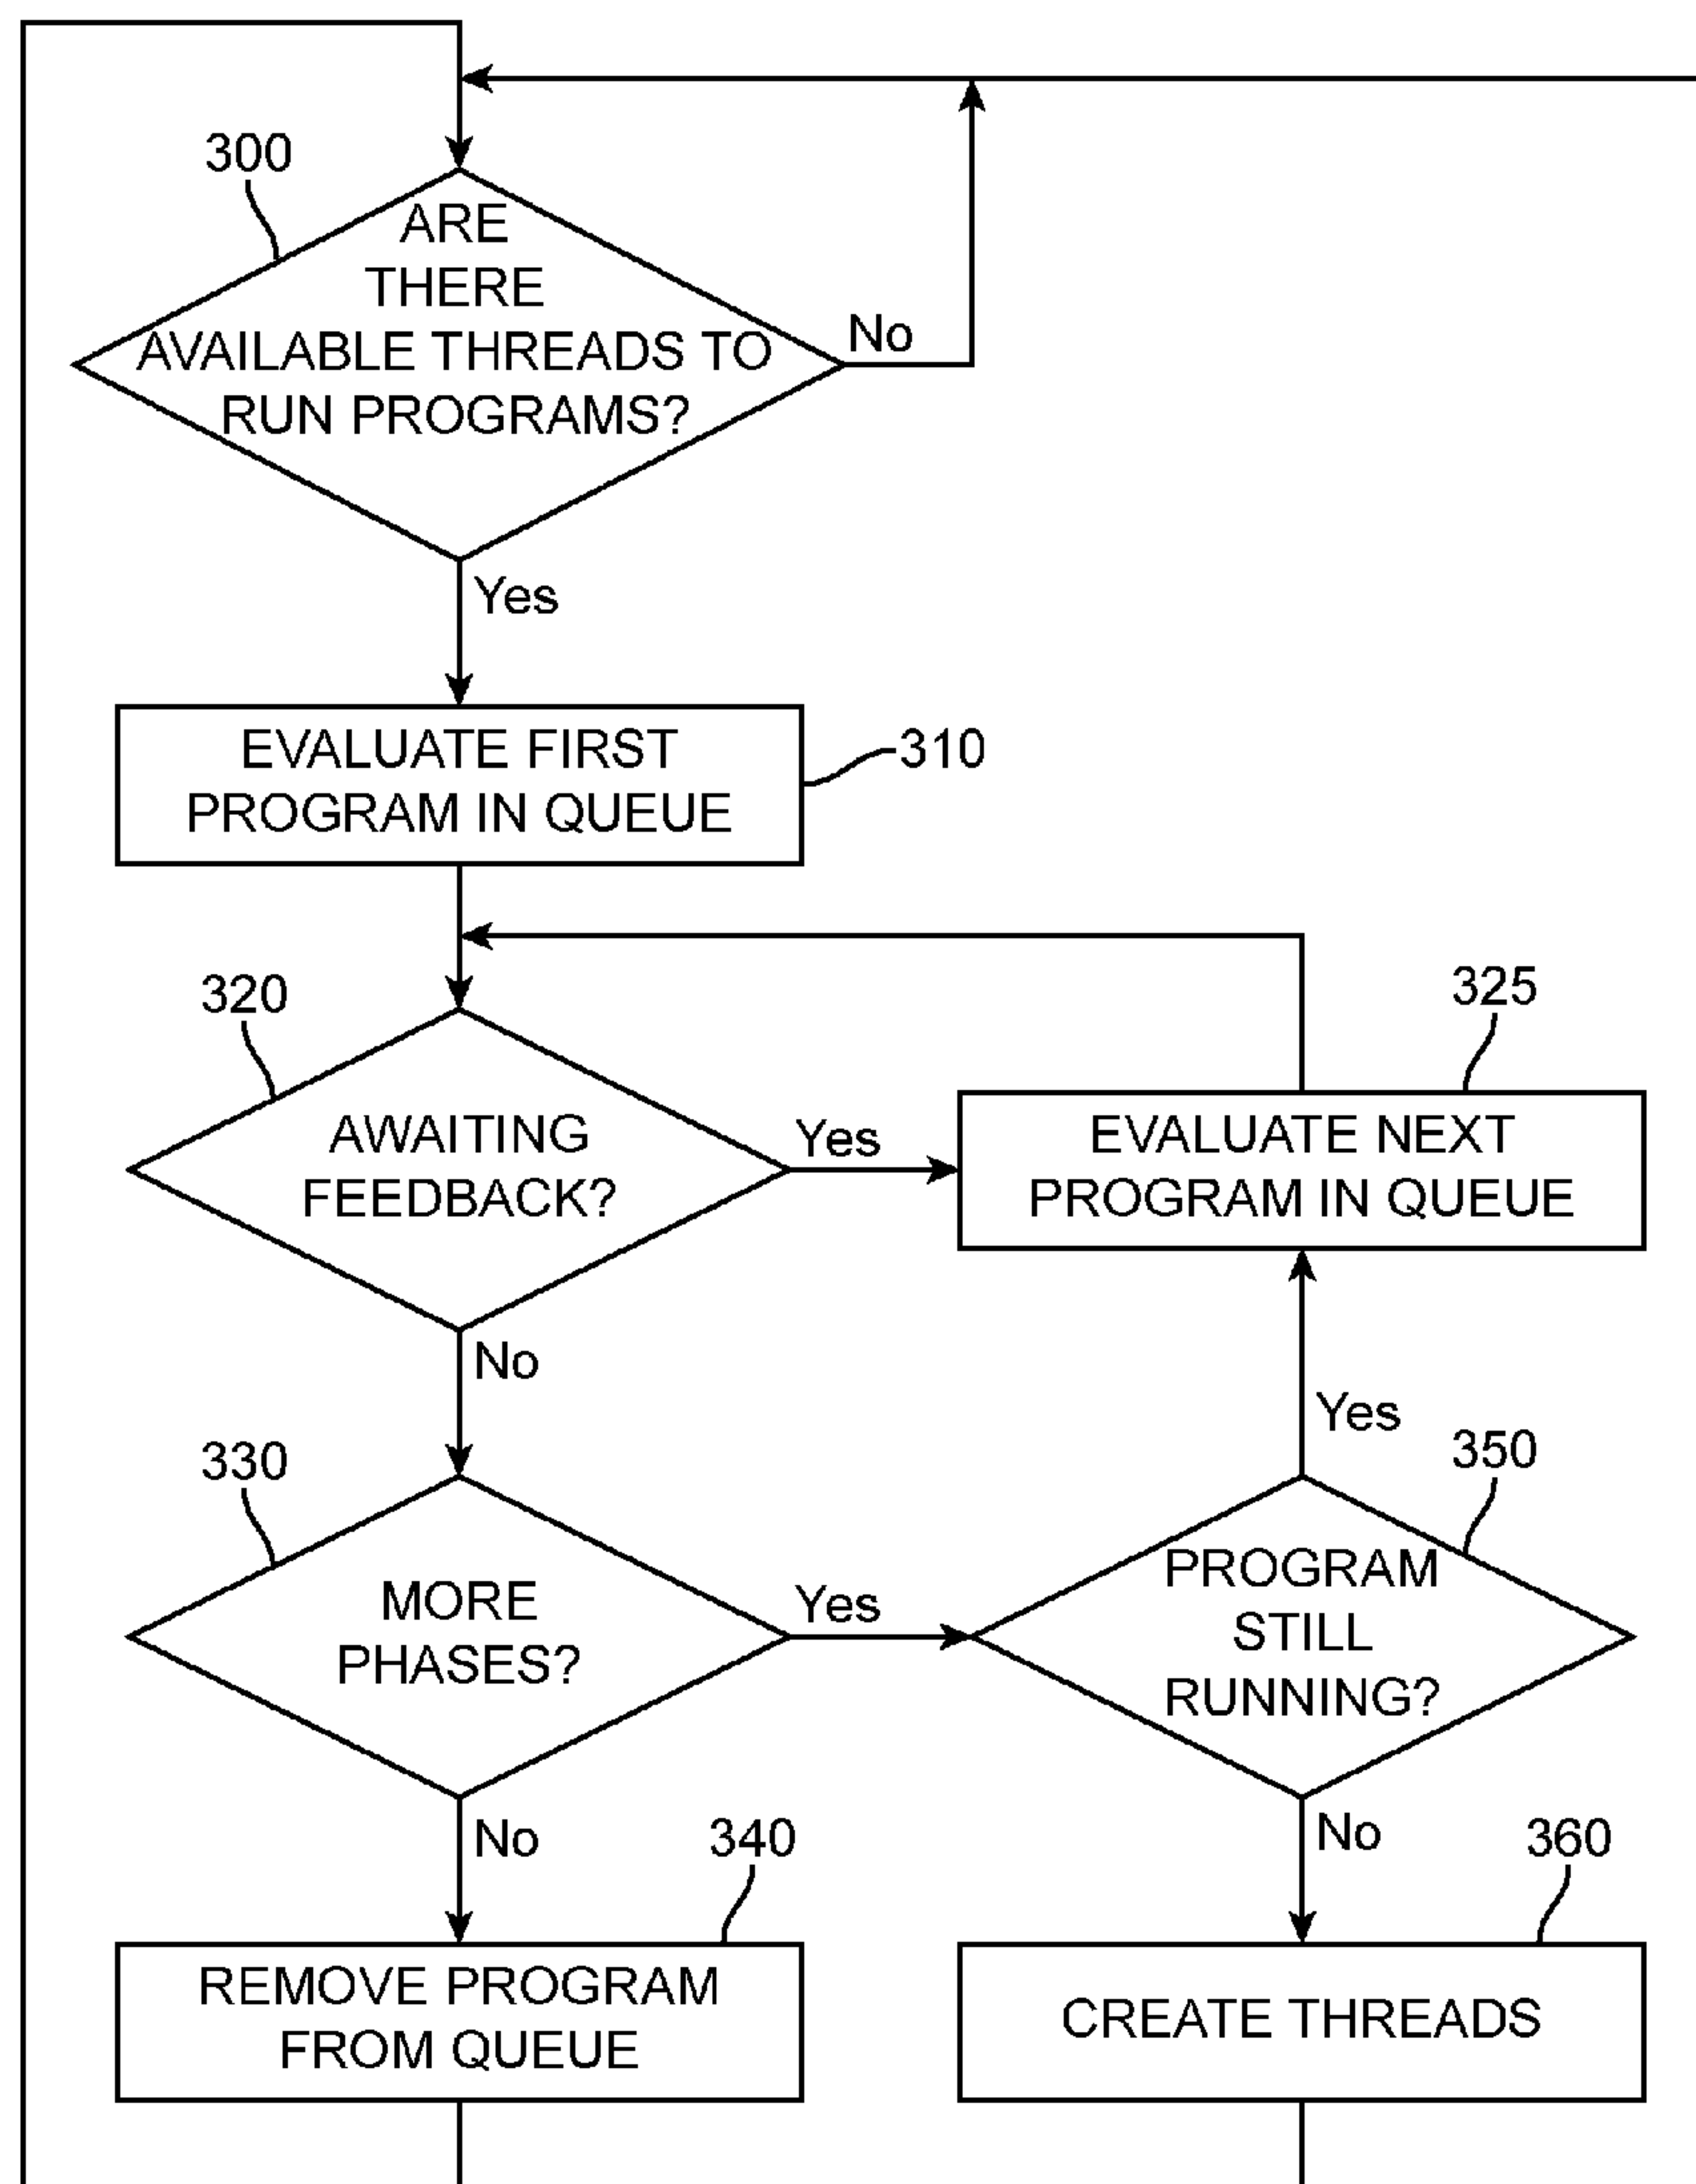 300
ARE
THERE
AVAILABLE THREADS TO
RUN PROGRAMS?
No
Yes
EVALUATE FIRST
PROGRAM IN QUEUE
310
320
AWAITING
FEEDBACK?
Yes
325
EVALUATE NEXT
PROGRAM IN QUEUE
No
330
MORE
PHASES?
Yes
Yes
350
PROGRAM
STILL
RUNNING?
No
340
REMOVE PROGRAM
FROM QUEUE
No
360
CREATE THREADS